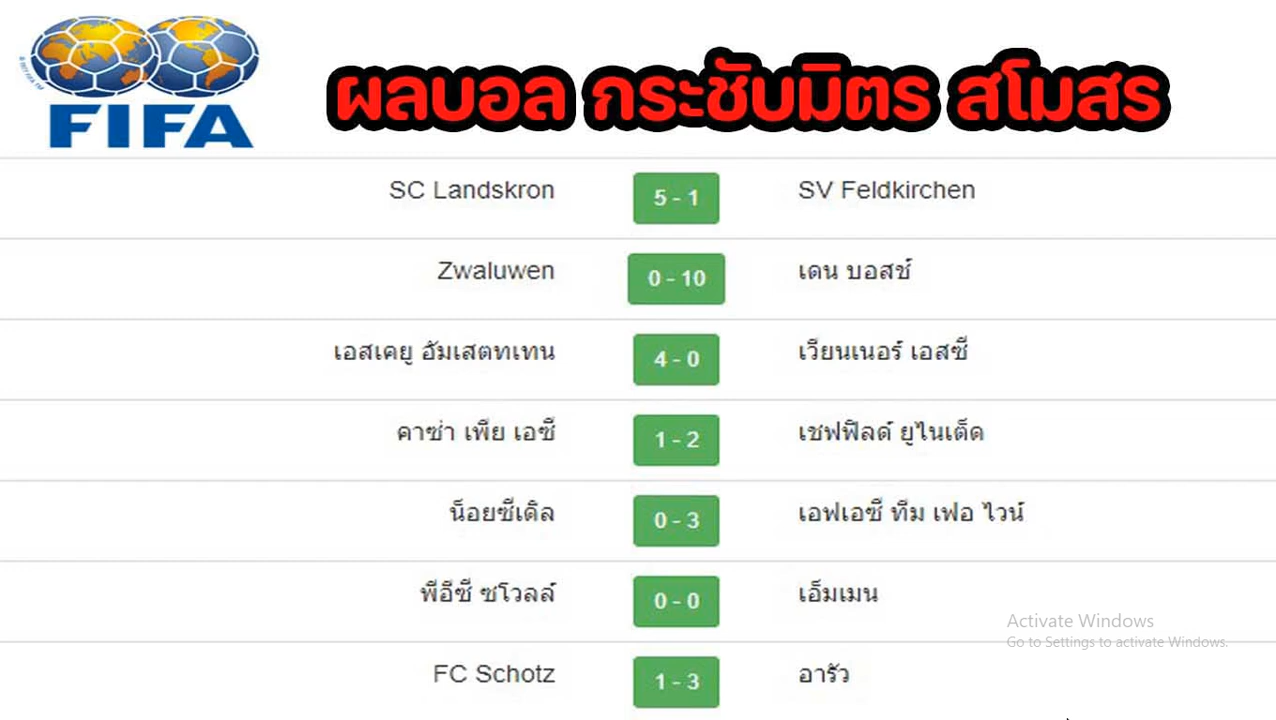 FIFA
ผลบอล กระชับมิตร สโมสร
SC Landskron 5 - 1 SV Feldkirchen
Zwaluwen 0 - 10 เดน บอสช์
เอสเคยู อัมเสตทเทน 4 - 0 เวียนเนอร์ เอสซี
คาซ่า เพีย เอซี 1 - 2 เชฟฟิลด์ ยูไนเต็ด
น็อยซีเดิล 0 - 3 เอฟเอซี ทีม เฟอ ไวน์
พีอีซี ซโวลล์ 0 - 0 เอ็มเมน
Activate Windows
Go to Settings to activate Windows.
FC Schotz 1 - 3 อารัว